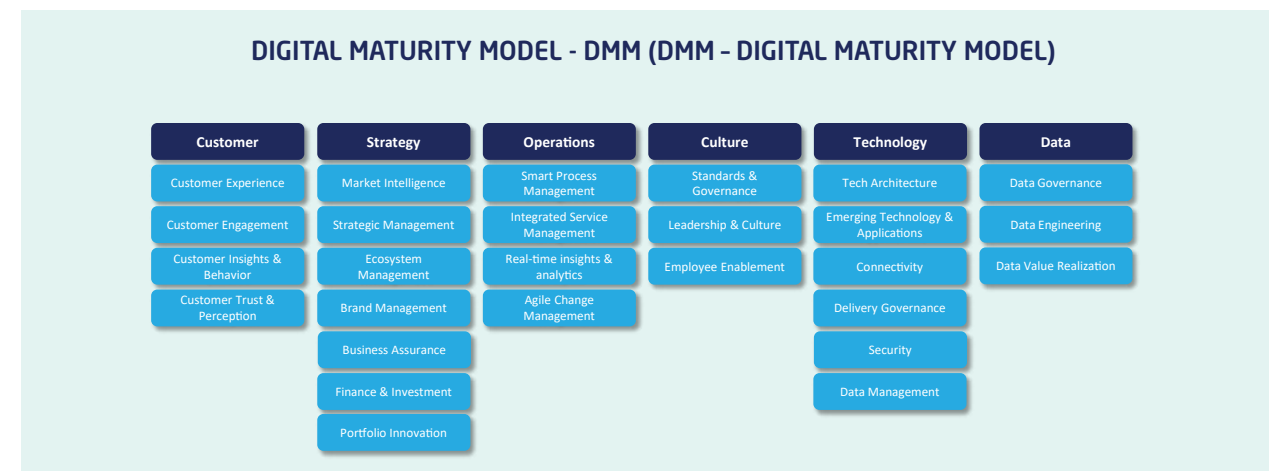 DIGITAL MATURITY MODEL - DMM (DMM – DIGITAL MATURITY MODEL)
Customer
Customer Experience
Customer Engagement
Customer Insights &
Behavior
Customer Trust &
Perception
Strategy
Market Intelligence
Strategic Management
Ecosystem
Management
Brand Management
Business Assurance
Finance & Investment
Portfolio Innovation
Operations
Smart Process
Management
Integrated Service
Management
Real-time insights &
analytics
Agile Change
Management
Culture
Standards &
Governance
Leadership & Culture
Employee Enablement
Technology
Tech Architecture
Emerging Technology &
Applications
Connectivity
Delivery Governance
Security
Data Management
Data
Data Governance
Data Engineering
Data Value Realization